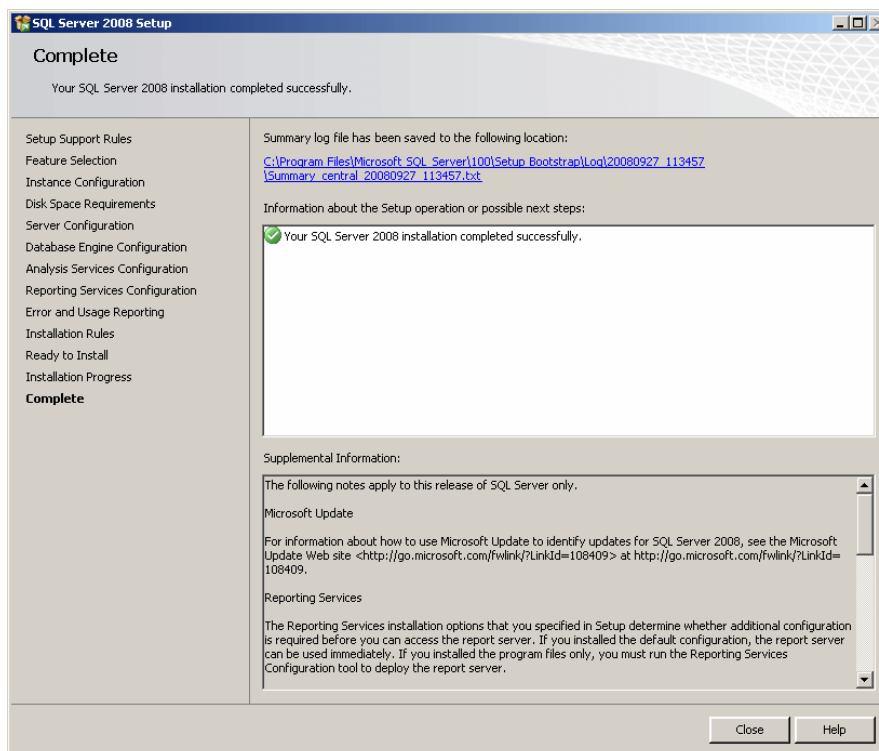 SQL Server 2008 Setup
Complete
Your SQL Server 2008 installation completed successfully.
Setup Support Rules
Feature Selection
Instance Configuration
Disk Space Requirements
Server Configuration
Database Engine Configuration
Analysis Services Configuration
Reporting Services Configuration
Error and Usage Reporting
Installation Rules
Ready to Install
Installation Progress
Complete
Summary log file has been saved to the following location:
C:\Program Files\Microsoft SQL Server\100\Setup Bootstrap\Log\20080927_113457
\Summary_central_20080927_113457.txt
Information about the Setup operation or possible next steps:
Your SQL Server 2008 installation completed successfully.
Supplemental Information:
The following notes apply to this release of SQL Server only.
Microsoft Update
For information about how to use Microsoft Update to identify updates for SQL Server 2008, see the Microsoft
Update Web site <http://go.microsoft.com/fwlink/?LinkId=108409> at http://go.microsoft.com/fwlink/?LinkId=
108409.
Reporting Services
The Reporting Services installation options that you specified in Setup determine whether additional configuration
is required before you can access the report server. If you installed the default configuration, the report server
can be used immediately. If you installed the program files only, you must run the Reporting Services
Configuration tool to deploy the report server.
Close
Help